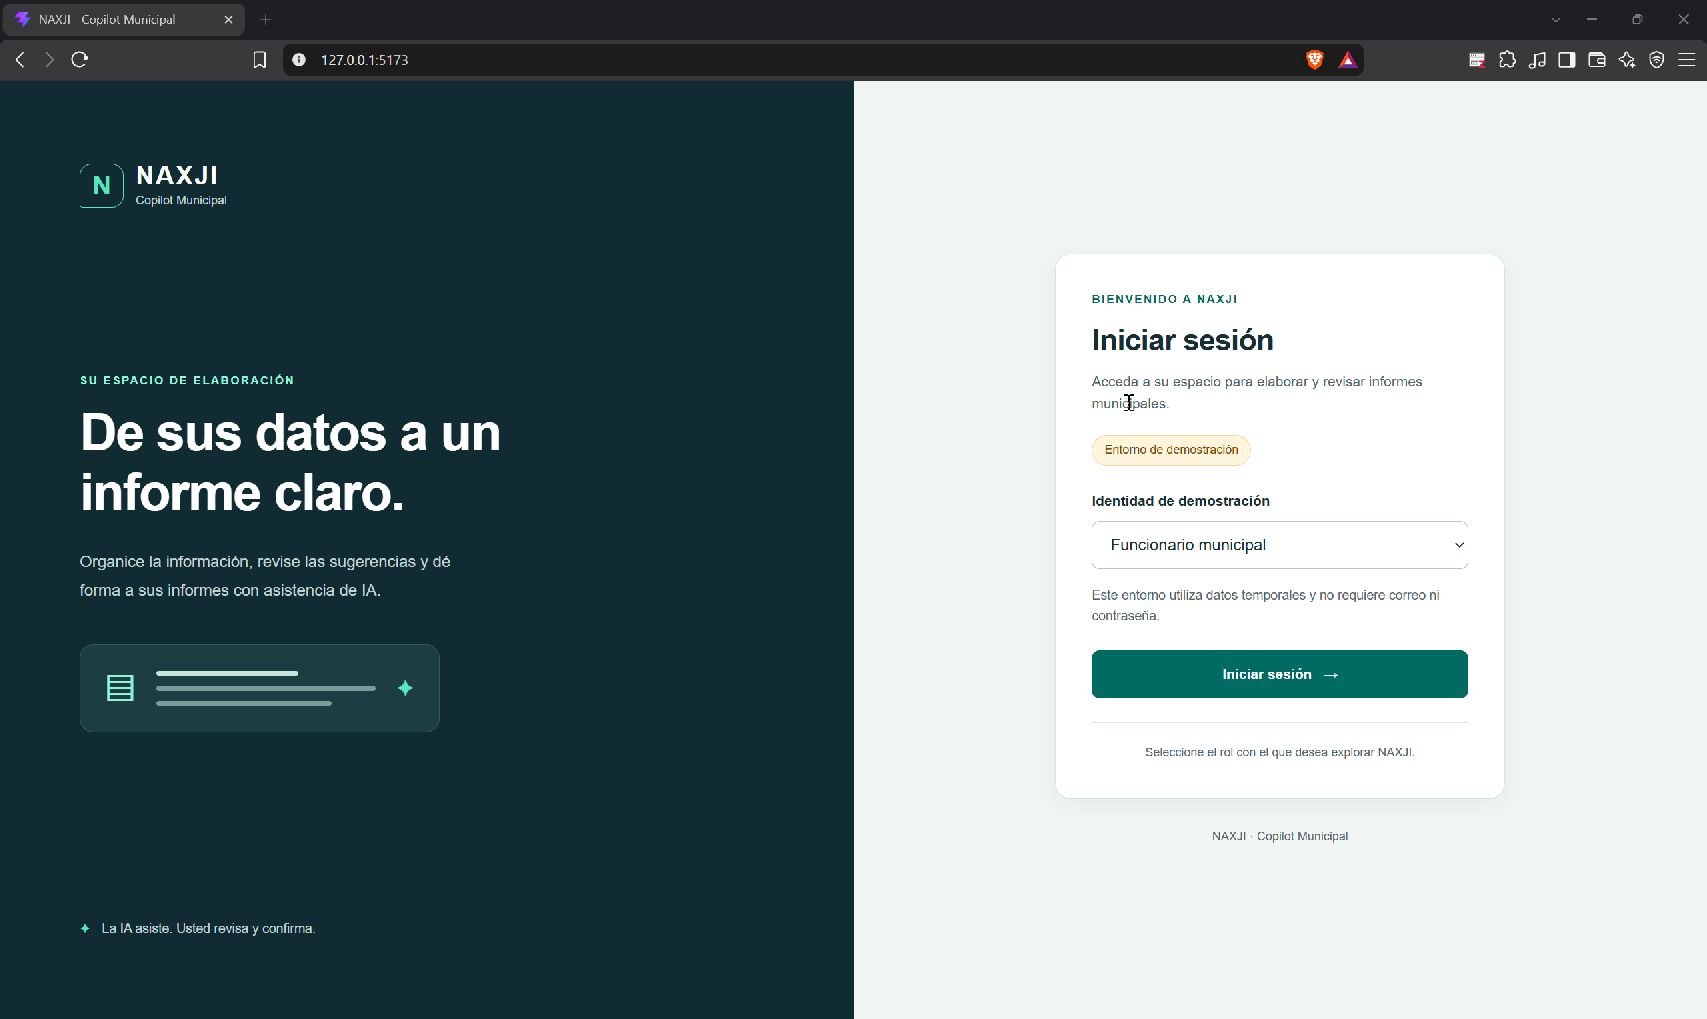 NAXJI - Copilot Municipal
127.0.0.1:5173
N
NAXJI
Copilot Municipal
SU ESPACIO DE ELABORACIÓN
De sus datos a un
informe claro.
Organice la información, revise las sugerencias y dé
forma a sus informes con asistencia de IA.
La IA asiste. Usted revisa y confirma.
BIENVENIDO A NAXJI
Iniciar sesión
Acceda a su espacio para elaborar y revisar informes
municipales.
Entorno de demostración
Identidad de demostración
Funcionario municipal
Este entorno utiliza datos temporales y no requiere correo ni
contraseña.
Iniciar sesión →
Seleccione el rol con el que desea explorar NAXJI.
NAXJI · Copilot Municipal